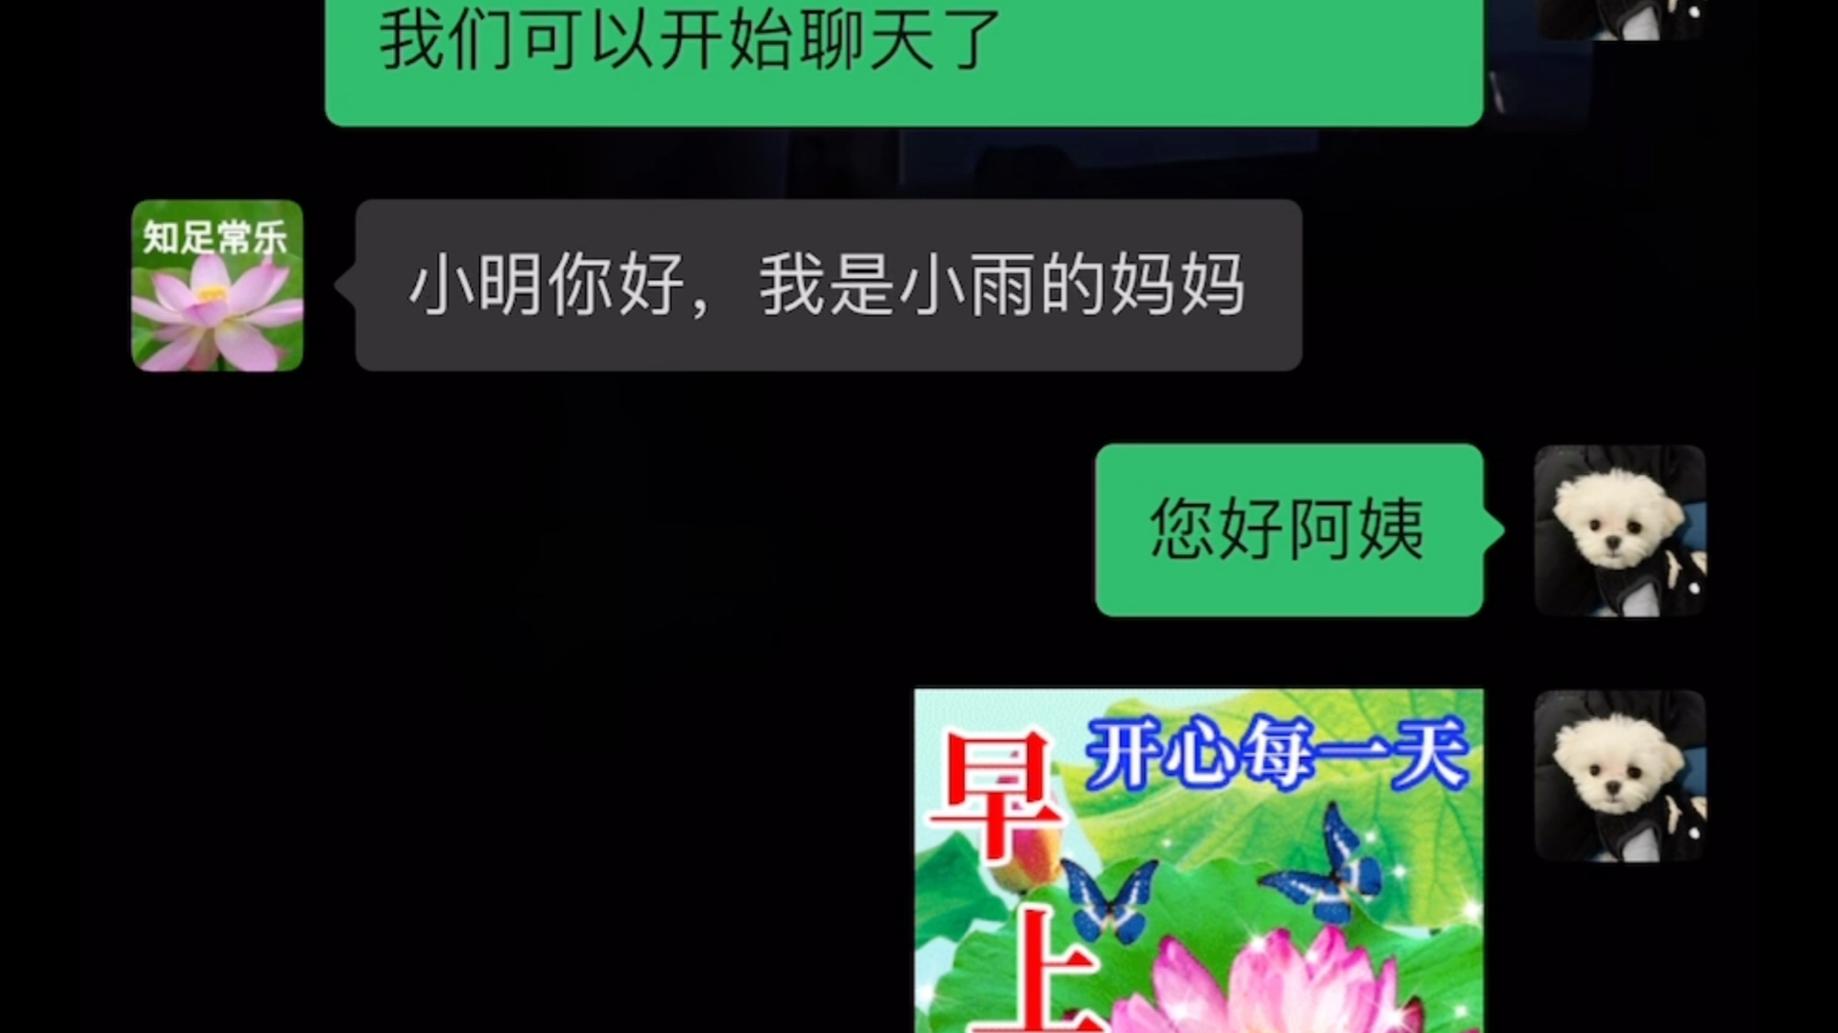 我们可以开始聊天了
知足常乐
小明你好，我是小雨的妈妈
您好阿姨
开心每一天
早上